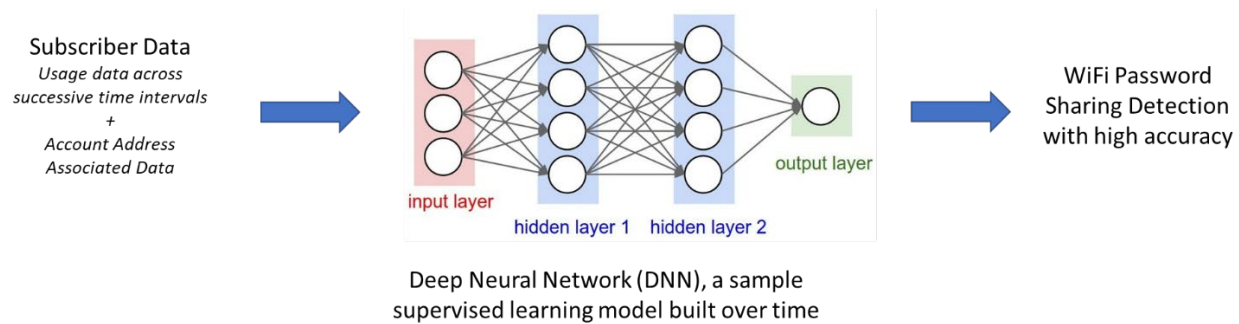 Subscriber Data
Usage data across
successive time intervals
+
Account Address
Associated Data
input layer
hidden layer 1
hidden layer 2
output layer
WiFi Password
Sharing Detection
with high accuracy
Deep Neural Network (DNN), a sample
supervised learning model built over time